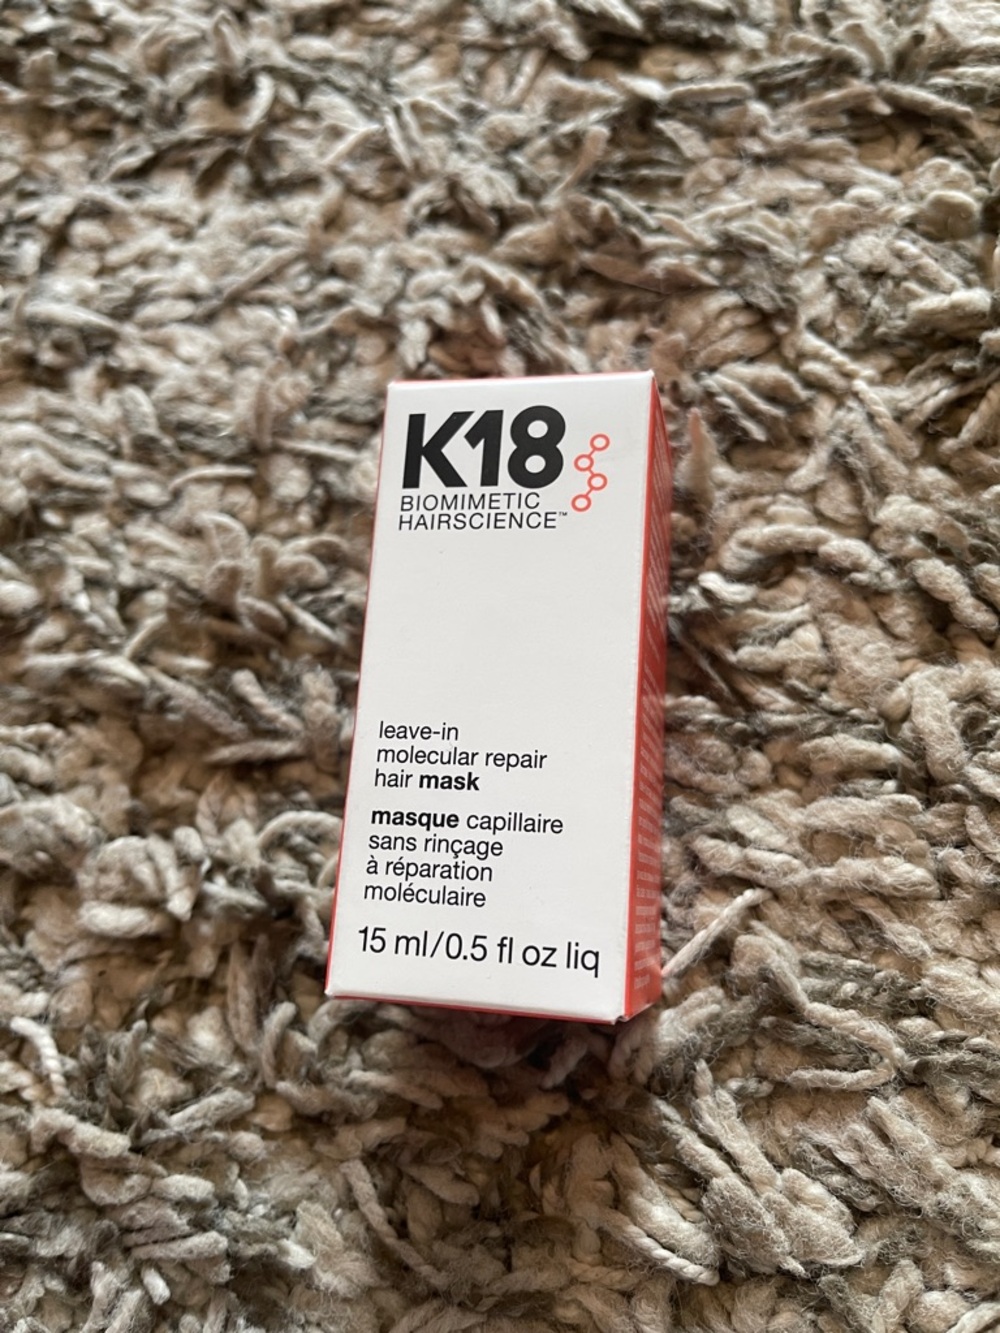 K18
BIOMIMETIC
HAIRSCIENCE™
leave-in
molecular repair
hair mask
masque capillaire
sans rinçage
à réparation
moléculaire
15 ml/0.5 fl oz liq